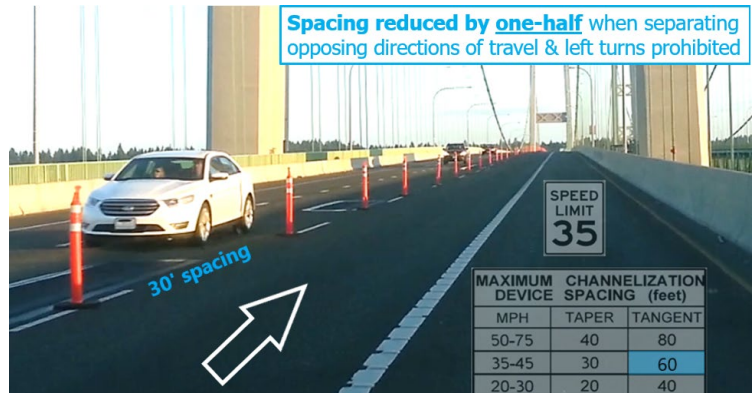 Spacing reduced by one-half when separating
opposing directions of travel & left turns prohibited
30' spacing
SPEED
LIMIT
35
MAXIMUM CHANNELIZATION
DEVICE SPACING (feet)
MPH TAPER TANGENT
50-75 40 80
35-45 30 60
20-30 20 40